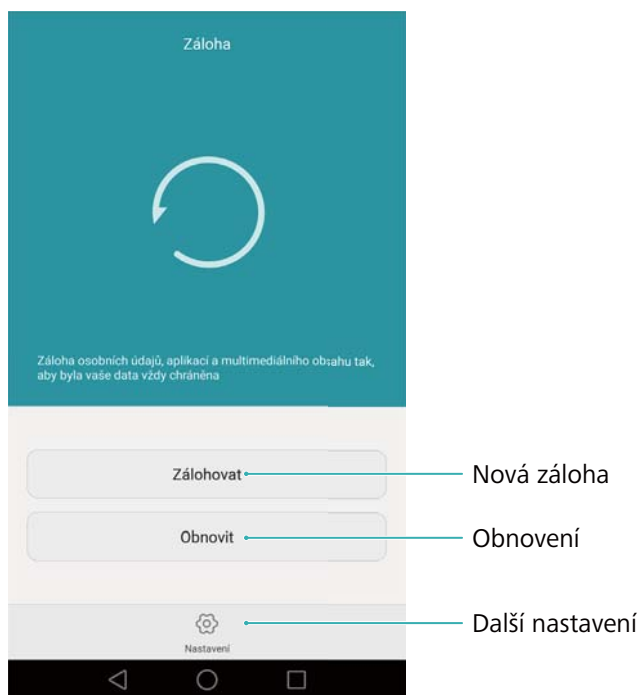 Záloha
Záloha osobních údajů, aplikací a multimediálního obsahu tak,
aby byla vaše data vždy chráněna
Zálohovat
Nová záloha
Obnovit
Obnovení
Nastavení
Další nastavení